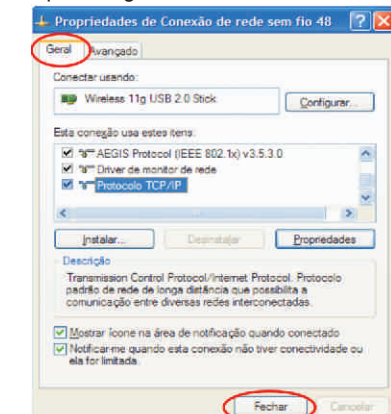 Propriedades de Conexão de rede sem fio 48
Geral Avançado
Conectar usando:
Wireless 11g USB 2.0 Stick
Configurar...
Esta conexão usa estes itens:
AEGIS Protocol (IEEE 802.1x) v3.5.3.0
Driver de monitor de rede
Protocolo TCP/IP
Instalar... Desinstalar Propriedades
Descrição
Transmission Control Protocol/Internet Protocol. Protocolo
padrão de rede de longa distância que possibilita a
comunicação entre diversas redes interconectadas.
Mostrar ícone na área de notificação quando conectado
Notificar-me quando esta conexão não tiver conectividade ou
ela for limitada.
Fechar Cancelar